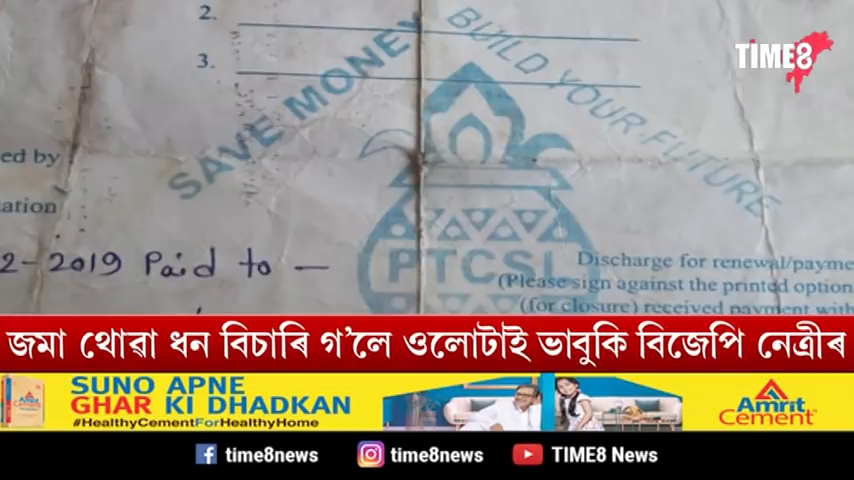 2.
3.
SAVE MONEY BUILD YOUR FUTURE
TIME8
ed by
ation
PTCSL
2-2019 Paid to —
Discharge for renewal/payme
(Please sign against the printed option
(for closure) received payment with
জমা থোৱা ধন বিচাৰি গ'লে ওলোটাই ভাবুকি বিজেপি নেত্ৰীৰ
Amrit Cement
SUNO APNE
GHAR KI DHADKAN
#HealthyCementForHealthyHome
Amrit
Cement
time8news
time8news
TIME8 News